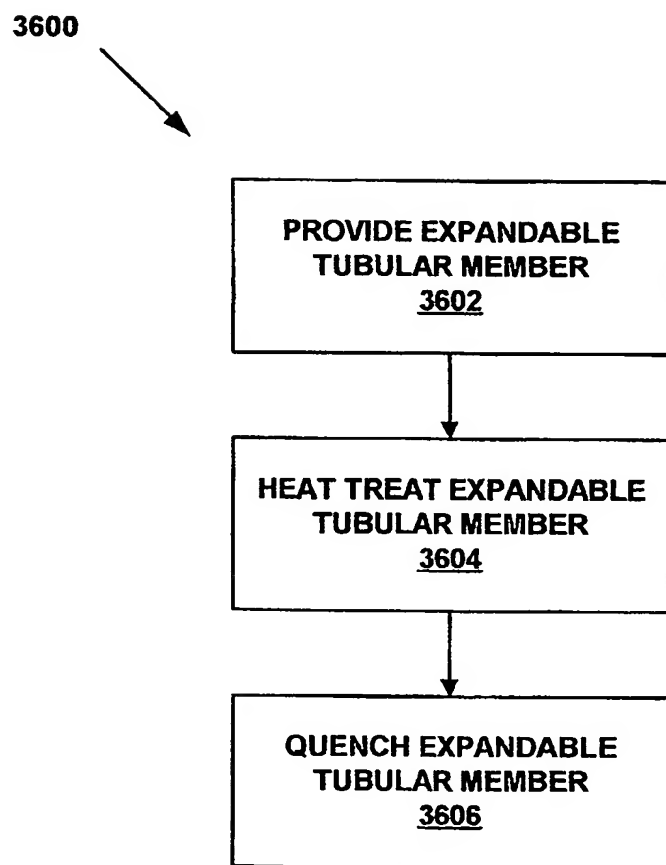 3600
PROVIDE EXPANDABLE
TUBULAR MEMBER
3602
HEAT TREAT EXPANDABLE
TUBULAR MEMBER
3604
QUENCH EXPANDABLE
TUBULAR MEMBER
3606